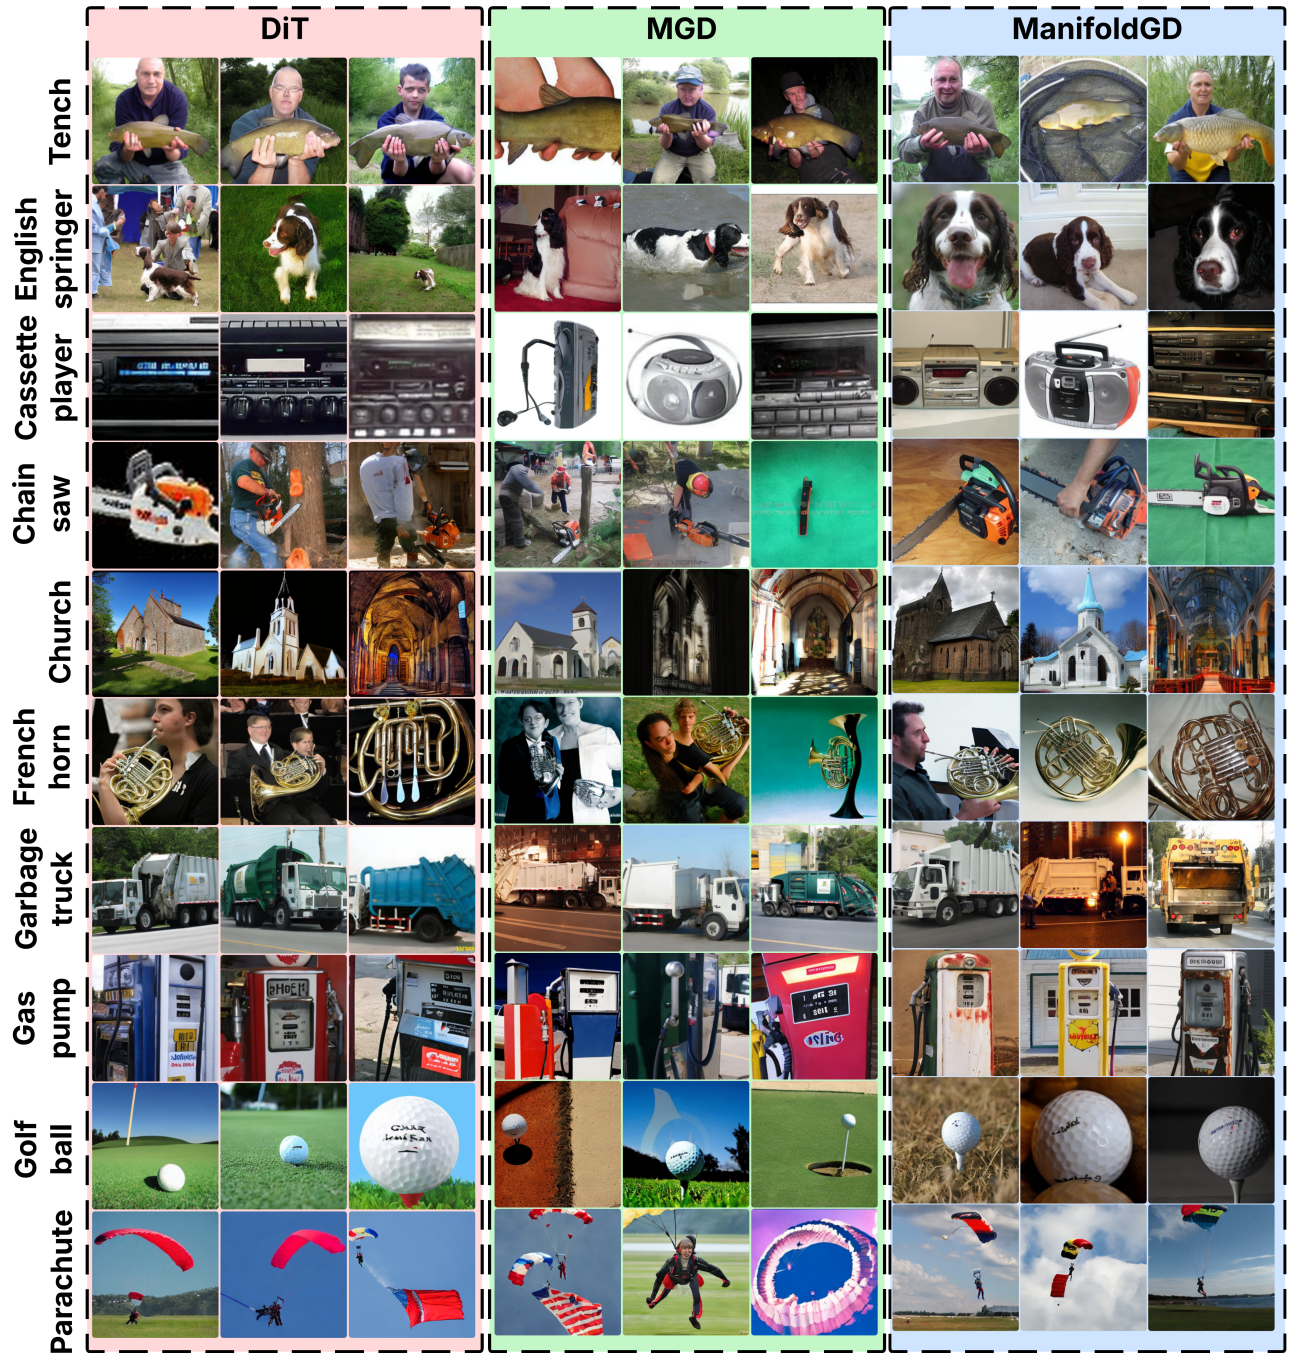 DiT
MGD
ManifoldGD
Tench
English
springer
Cassette
player
Chain
saw
Church
French
horn
Garbage
truck
Gas
pump
Golf
ball
Parachute